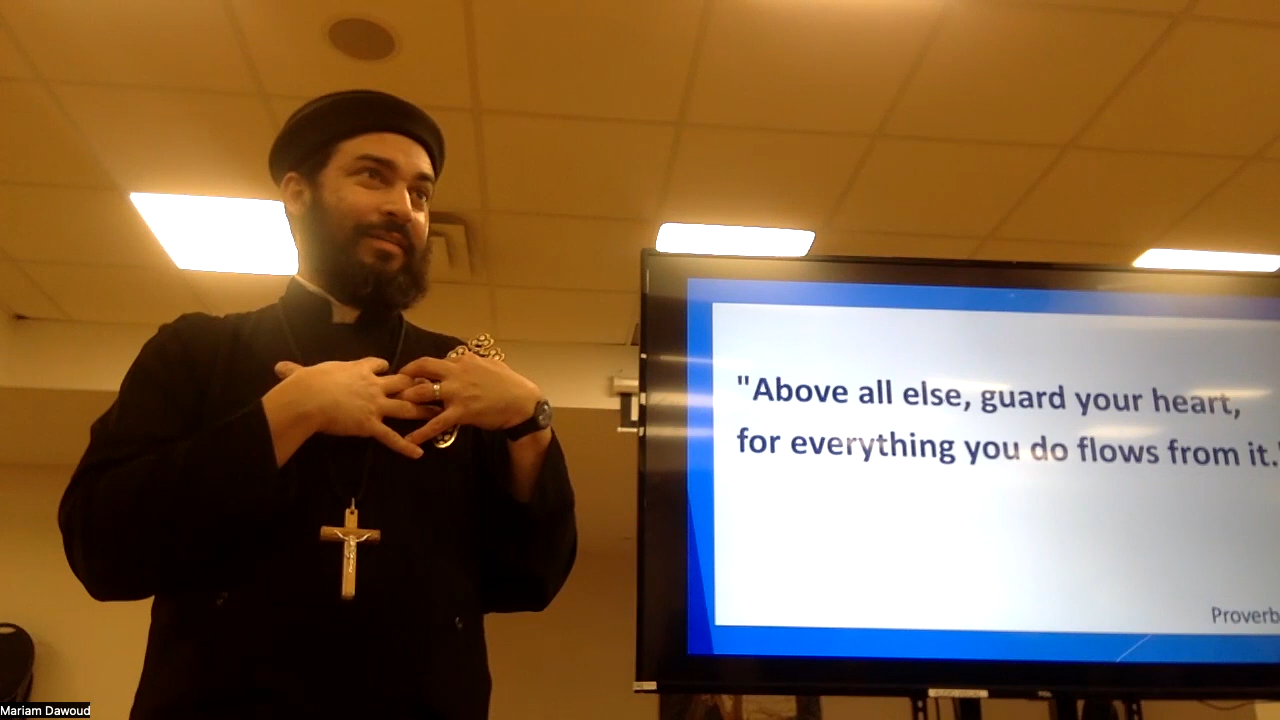 "Above all else, guard your heart,
for everything you do flows from it."
Proverb
Mariam Dawoud